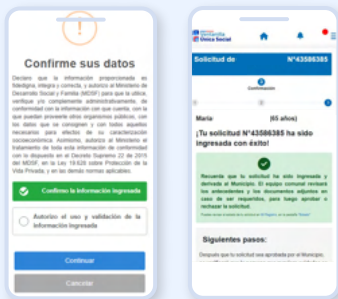 Confirme sus datos
Declaro que la información proporcionada es
fidedigna, íntegra y correcta, y autorizo al Ministerio de
Desarrollo Social y Familia (MDSF) para que la utilice,
verifique y/o complemente administrativamente, de
conformidad con la información con que cuenta, con la
que puedan proveerle otros organismos públicos, con
los datos que se consignen y con todos aquellos
necesarios para efectos de su caracterización
socioeconómica. Asimismo, autorizo al Ministerio el
tratamiento de toda esta información de conformidad
con lo dispuesto en el Decreto Supremo 22 de 2015
del MDSF, en la Ley 19.628 sobre Protección de la
Vida Privada, y en las demás normas aplicables.
Confirmo la información ingresada
Autorizo el uso y validación de la
información ingresada
Continuar
Cancelar
Ventanilla
Única Social
Solicitud de N°43586385
3
Confirmación
María (65 años)
¡Tu solicitud N°43586385 ha sido
ingresada con éxito!
Recuerda que tu solicitud ha sido ingresada y
derivada al Municipio. El equipo comunal revisará
los antecedentes y los documentos adjuntos en
caso de ser requeridos, para luego aprobar o
rechazar tu solicitud.
Siguientes pasos:
Después que tu solicitud sea aprobada por el Municipio,